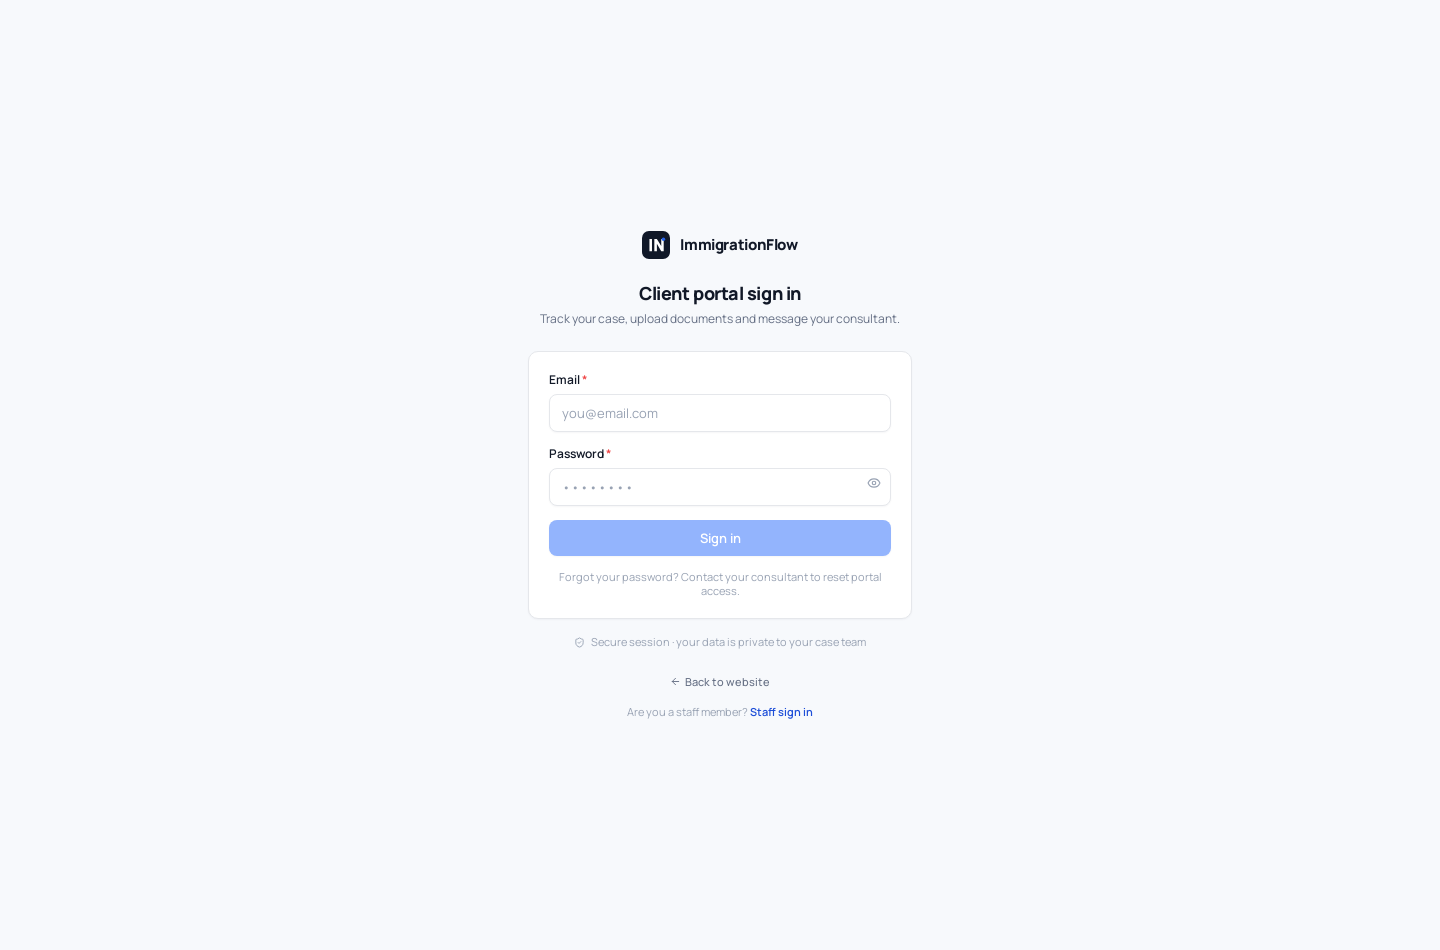 IN ImmigrationFlow
Client portal sign in
Track your case, upload documents and message your consultant.
Email *
you@email.com
Password *
••••••••
Sign in
Forgot your password? Contact your consultant to reset portal
access.
Secure session · your data is private to your case team
← Back to website
Are you a staff member? Staff sign in